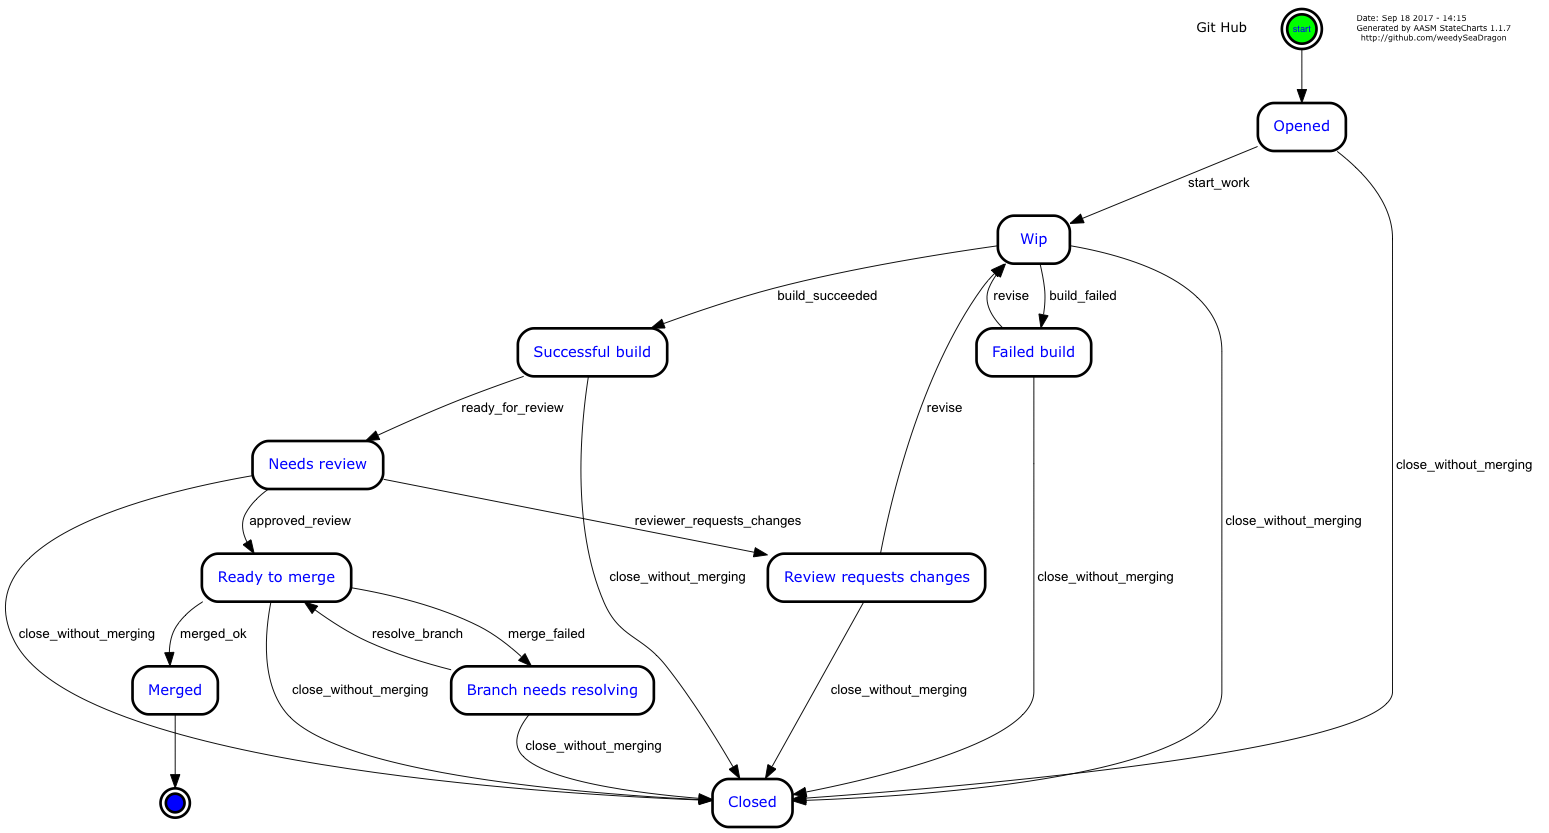 Git Hub
start
Date: Sep 18 2017 - 14:15
Generated by AASM StateCharts 1.1.7
http://github.com/weedySeaDragon
Opened
start_work
Wip
build_succeeded
revise
build_failed
Successful build
Failed build
ready_for_review
revise
Needs review
close_without_merging
approved_review
reviewer_requests_changes
close_without_merging
Ready to merge
close_without_merging
Review requests changes
close_without_merging
close_without_merging
merged_ok
resolve_branch
merge_failed
Merged
close_without_merging
Branch needs resolving
close_without_merging
close_without_merging
Closed